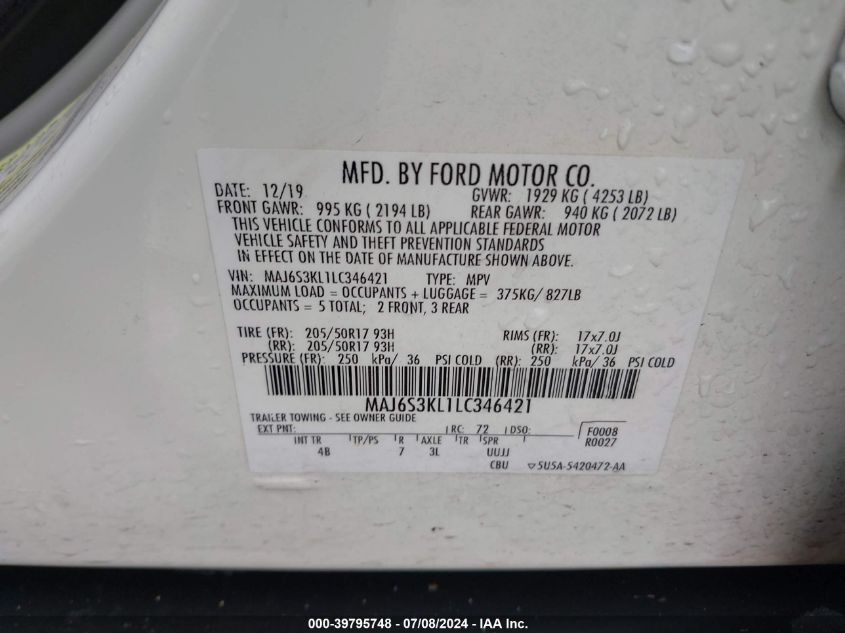 MFD. BY FORD MOTOR CO.
DATE: 12/19 GVWR: 1929 KG ( 4253 LB)
FRONT GAWR: 995 KG ( 2194 LB) REAR GAWR: 940 KG ( 2072 LB)
THIS VEHICLE CONFORMS TO ALL APPLICABLE FEDERAL MOTOR
VEHICLE SAFETY AND THEFT PREVENTION STANDARDS
IN EFFECT ON THE DATE OF MANUFACTURE SHOWN ABOVE.
VIN: MAJ6S3KL1LC346421 TYPE: MPV
MAXIMUM LOAD = OCCUPANTS + LUGGAGE = 375KG/ 827LB
OCCUPANTS = 5 TOTAL; 2 FRONT, 3 REAR
TIRE (FR): 205/50R17 93H RIMS (FR): 17x7.0J
(RR): 205/50R17 93H (RR): 17x7.0J
PRESSURE (FR): 250 kPa/ 36 PSI COLD (RR): 250 kPa/ 36 PSI COLD
MAJ6S3KL1LC346421
TRAILER TOWING - SEE OWNER GUIDE
EXT PNT: RC: 72 DSO: F0008
INT TR TP/PS R AXLE TR SPR R0027
4B 7 3L UUJJ
CBU 5U5A-5420472-AA
000-39795748 - 07/08/2024 - IAA Inc.